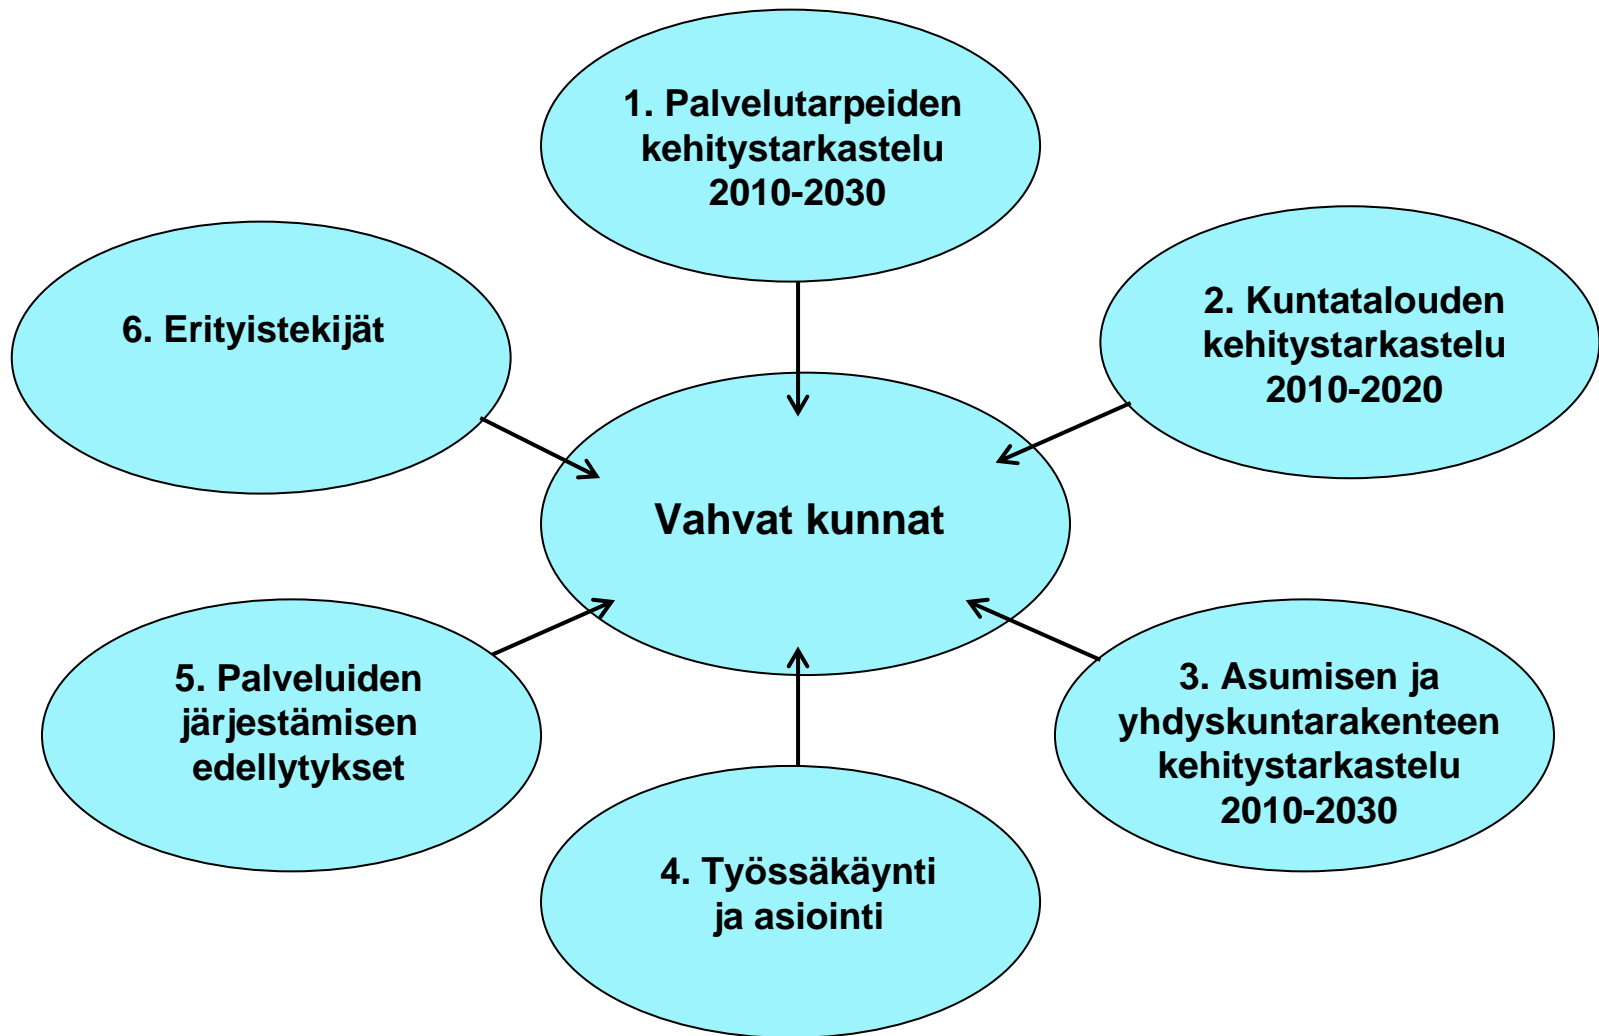 1. Palvelutarpeiden
kehitystarkastelu
2010-2030
2. Kuntatalouden
kehitystarkastelu
2010-2020
3. Asumisen ja
yhdyskuntarakenteen
kehitystarkastelu
2010-2030
4. Työssäkäynti
ja asiointi
5. Palveluiden
järjestämisen
edellytykset
6. Erityistekijät
Vahvat kunnat